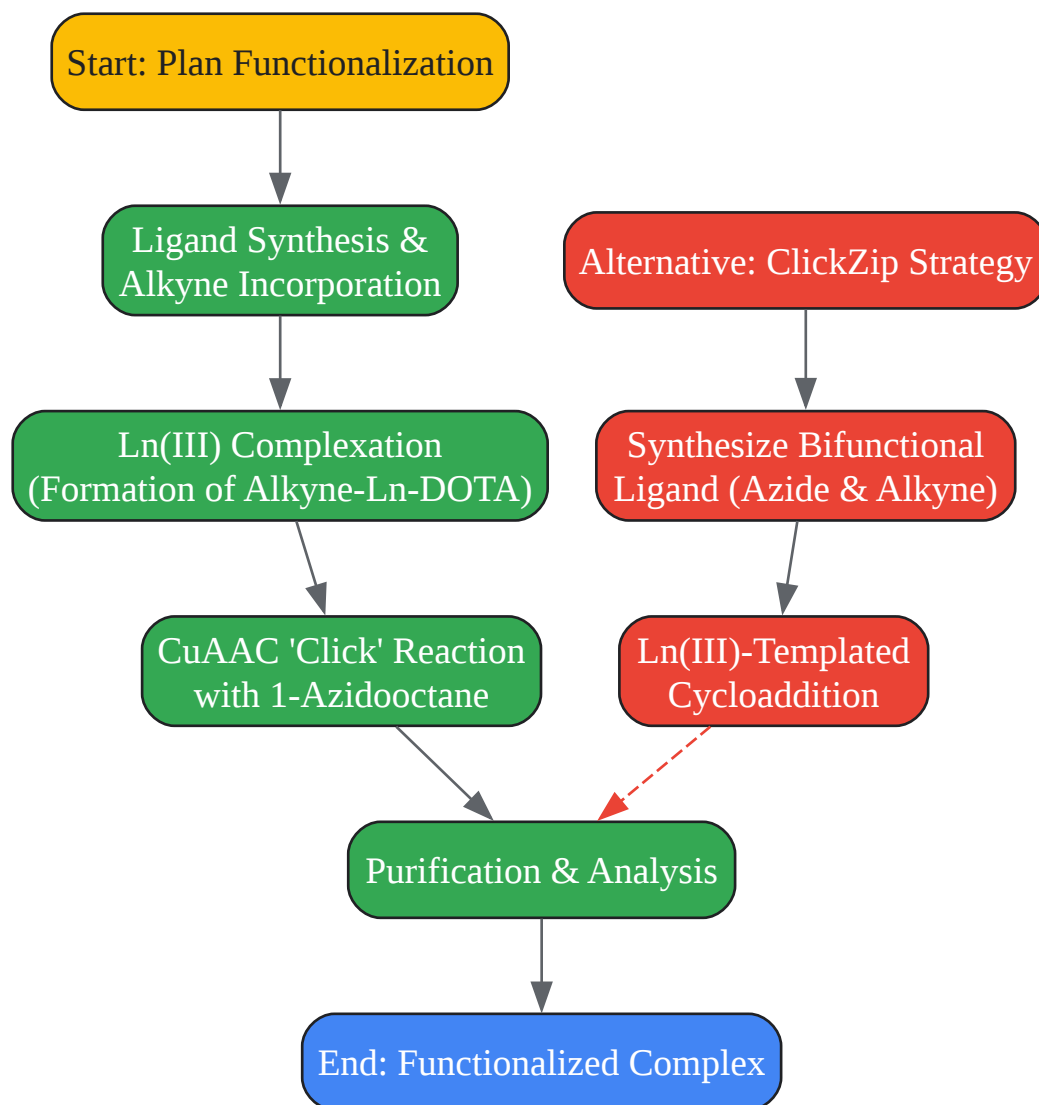 Start: Plan Functionalization
Ligand Synthesis &
Alkyne Incorporation
Alternative: ClickZip Strategy
Ln(III) Complexation
(Formation of Alkyne-Ln-DOTA)
Synthesize Bifunctional
Ligand (Azide & Alkyne)
CuAAC 'Click' Reaction
with 1-Azidooctane
Ln(III)-Templated
Cycloaddition
Purification & Analysis
End: Functionalized Complex